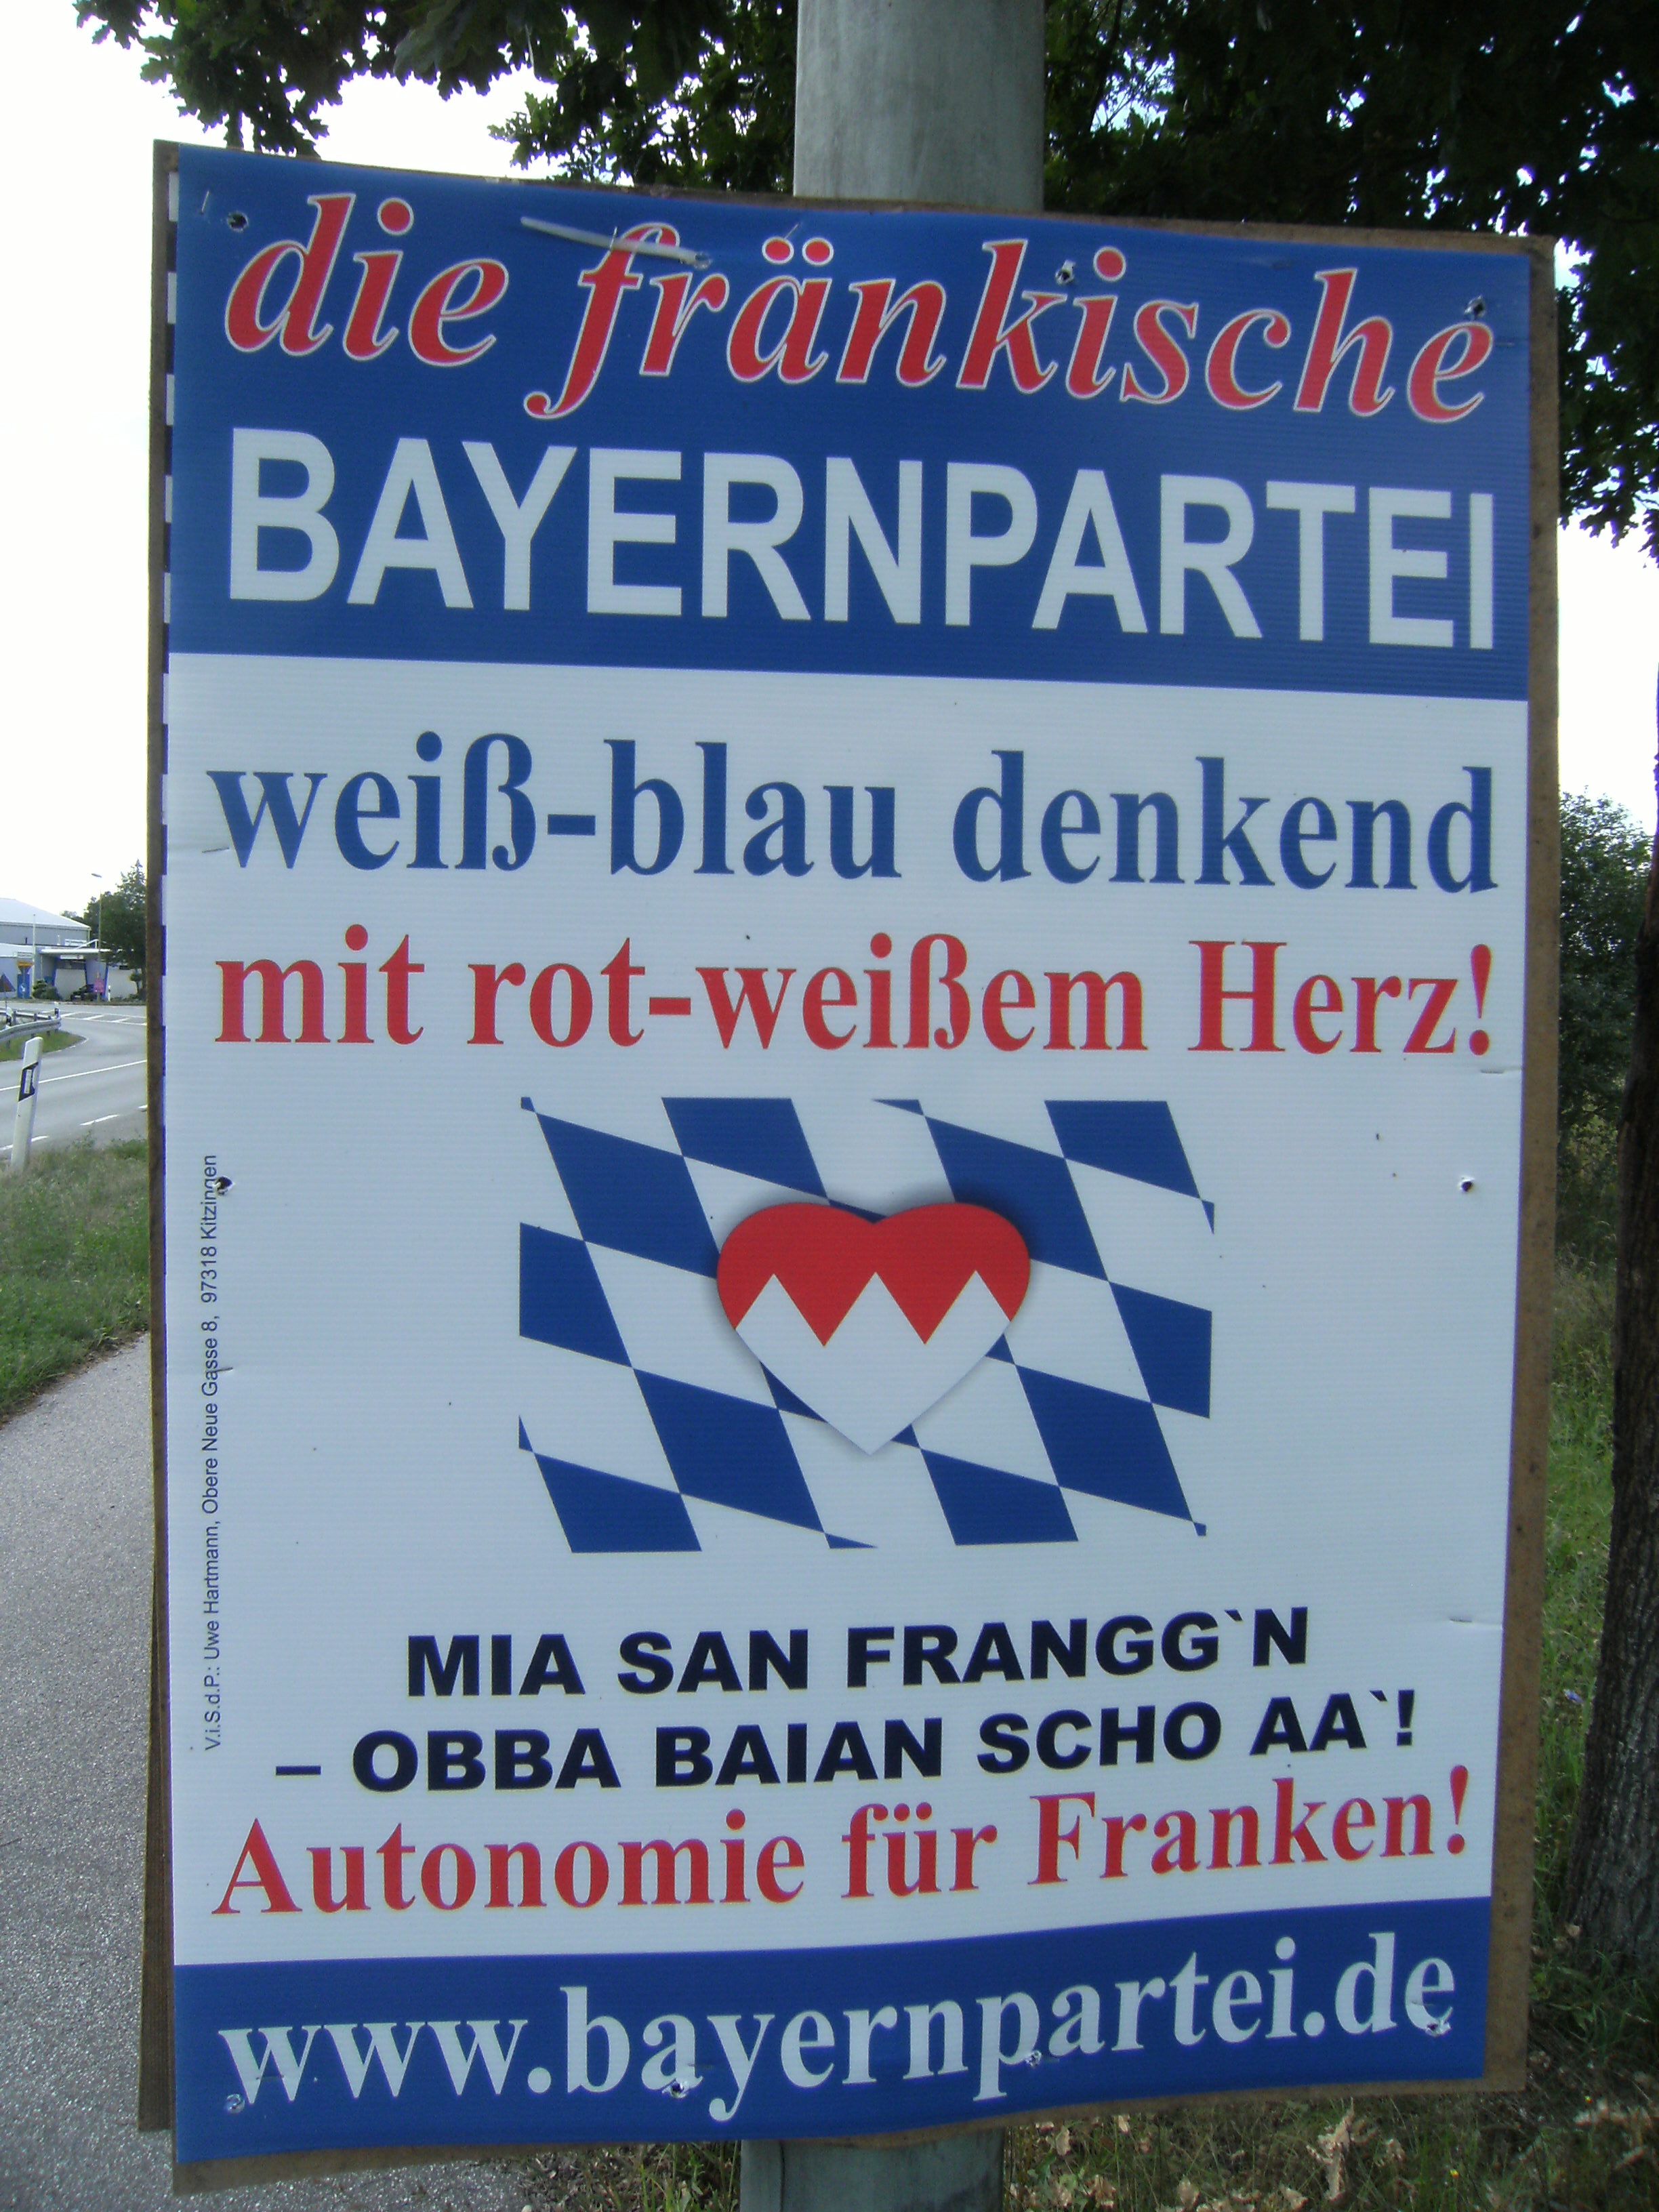 die fränkische
BAYERNPARTEI
weiß-blau denkend
mit rot-weißem Herz!
V.i.S.d.P.: Uwe Hartmann, Obere Neue Gasse 8, 97318 Kitzingen
MIA SAN FRANGG`N
– OBBA BAIAN SCHO AA`!
Autonomie für Franken!
www.bayernpartei.de